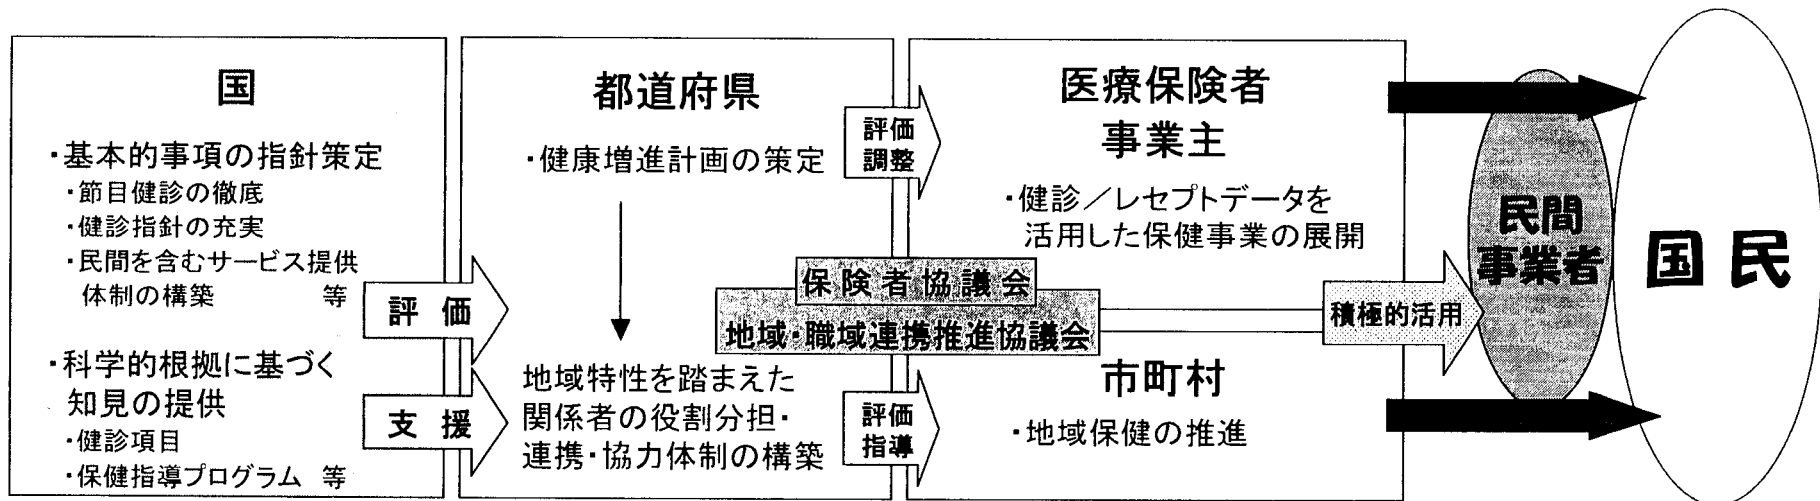 国
・基本的事項の指針策定
・節目健診の徹底
・健診指針の充実
・民間を含むサービス提供
体制の構築 等
・科学的根拠に基づく
知見の提供
・健診項目
・保健指導プログラム 等
評 価
支 援
都道府県
・健康増進計画の策定
地域特性を踏まえた
関係者の役割分担・
連携・協力体制の構築
評価
調整
評価
指導
保険者協議会
地域・職域連携推進協議会
医療保険者
事業主
・健診／レセプトデータを
活用した保健事業の展開
市町村
・地域保健の推進
積極的活用
民間
事業者
国民